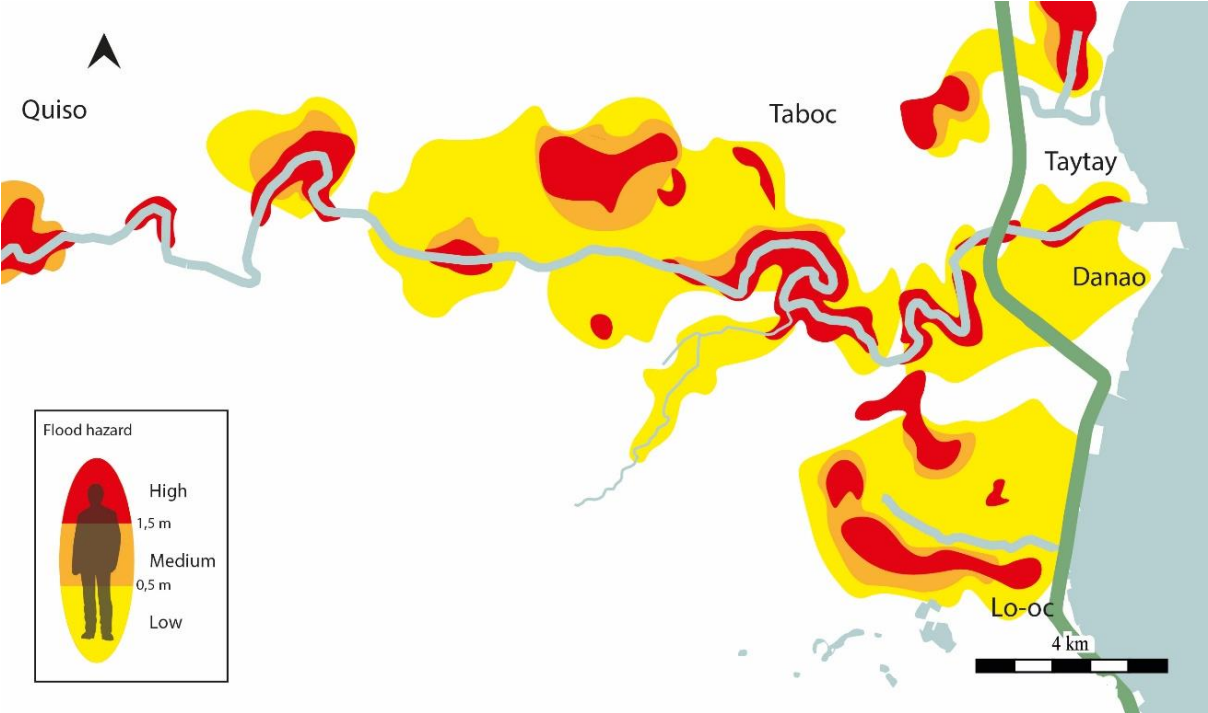 Quiso
Taboc
Taytay
Danao
Flood hazard
High
1,5 m
Medium
0,5 m
Low
Lo-oc
4 km